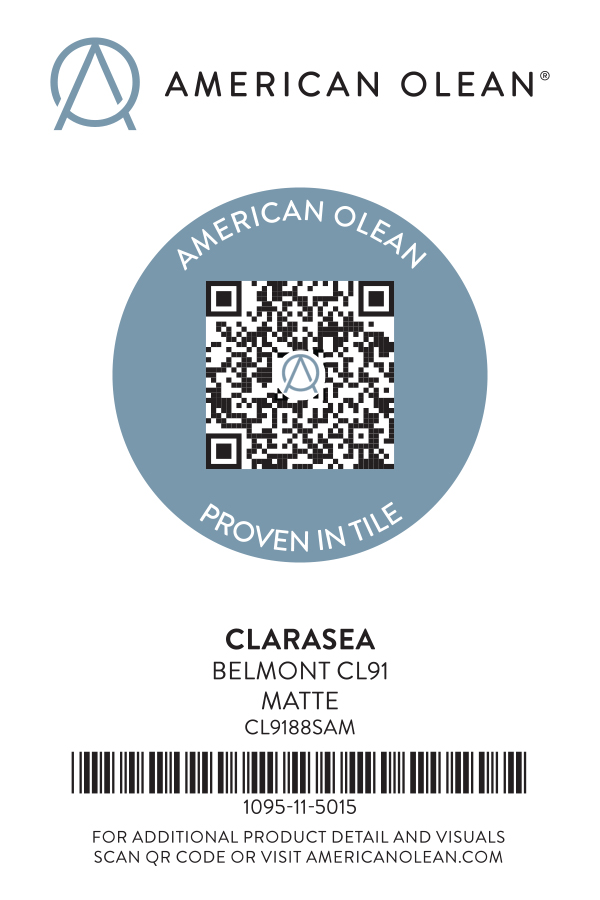 AMERICAN OLEAN®
AMERICAN OLEAN
PROVEN IN TILE
CLARASEA
BELMONT CL91
MATTE
CL9188SAM
1095-11-5015
FOR ADDITIONAL PRODUCT DETAIL AND VISUALS
SCAN QR CODE OR VISIT AMERICANOLEAN.COM